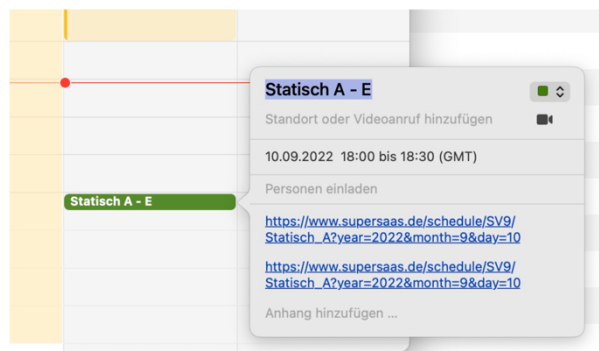 Statisch A - E
Standort oder Videoanruf hinzufügen
10.09.2022  18:00 bis 18:30 (GMT)
Personen einladen
Statisch A - E
https://www.supersaas.de/schedule/SV9/
Statisch_A?year=2022&month=9&day=10
https://www.supersaas.de/schedule/SV9/
Statisch_A?year=2022&month=9&day=10
Anhang hinzufügen ...